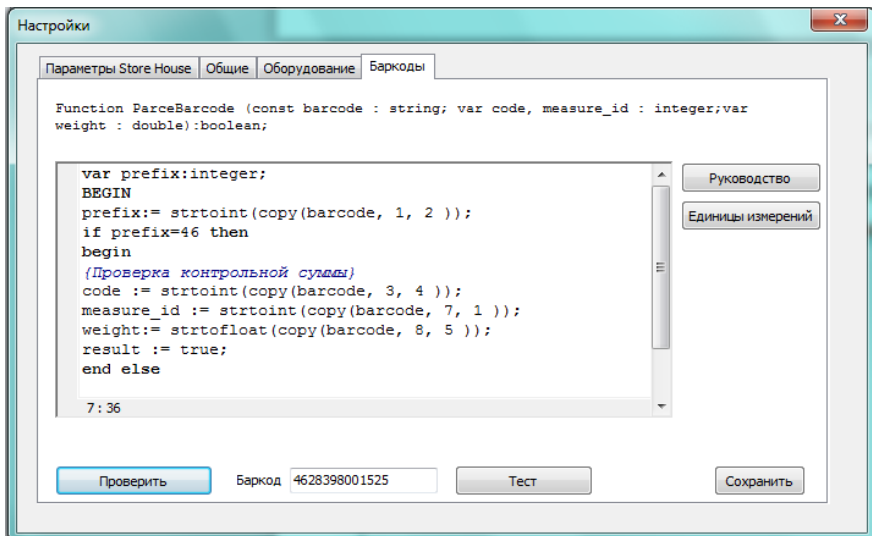 Настройки
x
Параметры Store House Общие Оборудование Баркоды
Function ParceBarcode (const barcode : string; var code, measure_id : integer;var
weight : double):boolean;
var prefix:integer;
BEGIN
prefix:= strtoint(copy(barcode, 1, 2 ));
if prefix=46 then
begin
{Проверка контрольной суммы}
code := strtoint(copy(barcode, 3, 4 ));
measure_id := strtoint(copy(barcode, 7, 1 ));
weight:= strtofloat(copy(barcode, 8, 5 ));
result := true;
end else
7:36
Руководство
Единицы измерений
Проверить Баркод 4628398001525 Тест Сохранить